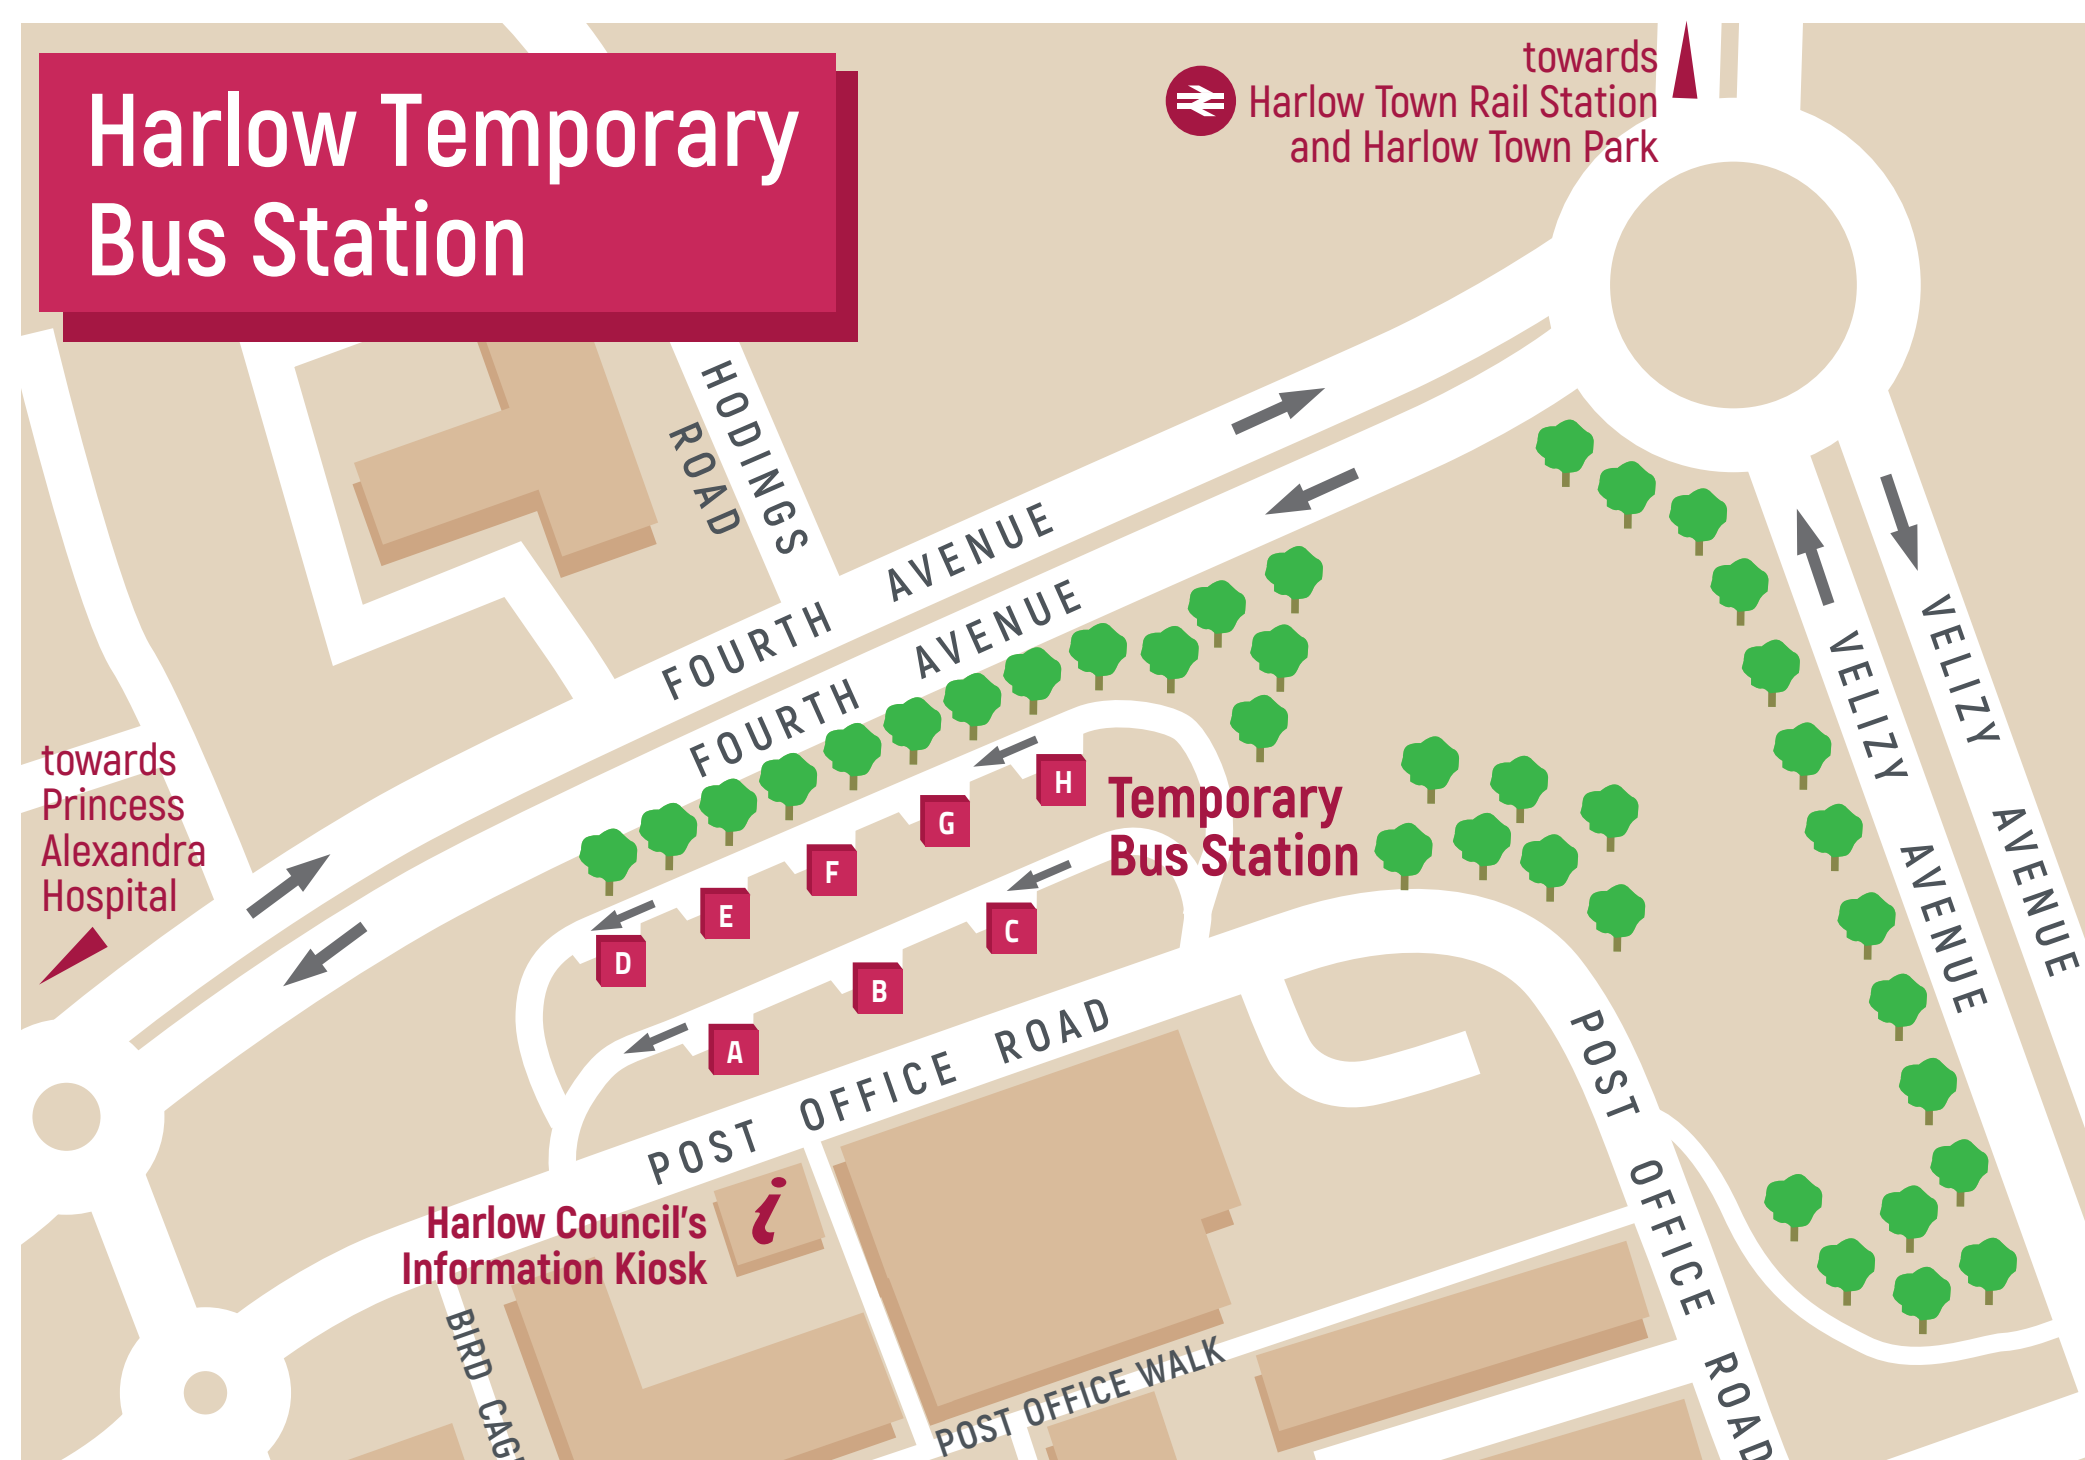 Harlow Temporary
Bus Station
towards
Harlow Town Rail Station
and Harlow Town Park
HODINGS
ROAD
FOURTH AVENUE
FOURTH AVENUE
VELIZY AVENUE
VELIZY AVENUE
towards
Princess
Alexandra
Hospital
H
G
F
E
D
Temporary
Bus Station
C
B
A
POST OFFICE ROAD
POST OFFICE ROAD
Harlow Council's
Information Kiosk
i
BIRD CAG
POST OFFICE WALK